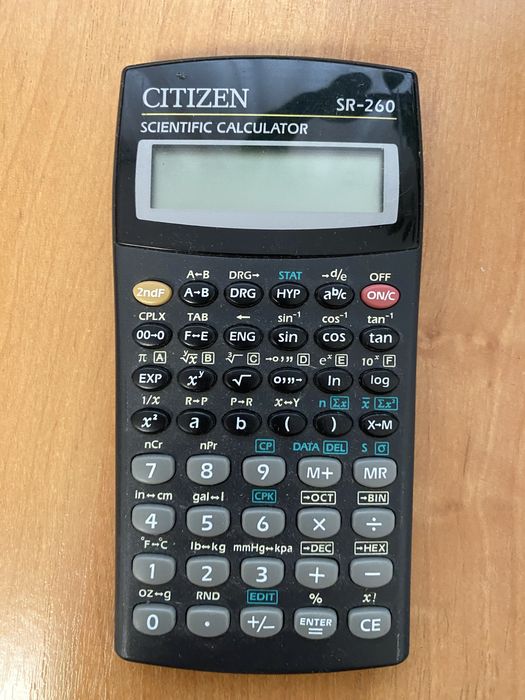 CITIZEN SR-260
SCIENTIFIC CALCULATOR
A↔B DRG→ STAT →d/e OFF
2ndF A→B DRG HYP ab/c ON/C
CPLX TAB ← sin⁻¹ cos⁻¹ tan⁻¹
00→0 F↔E ENG sin cos tan
π A ∛x B ∛ C →o,,, D eˣ E 10ˣ F
EXP xʸ √ o,,,→ ln log
1/x R→P P→R x↔Y n Σx x̄ Σx²
x² a b ( ) X→M
nCr nPr CP DATA DEL S σ
7 8 9 M+ MR
in↔cm gal↔l CPK →OCT →BIN
4 5 6 × ÷
°F↔°C lb↔kg mmHg↔kpa →DEC →HEX
1 2 3 + −
oz↔g RND EDIT % x!
0 · +/− ENTER = CE